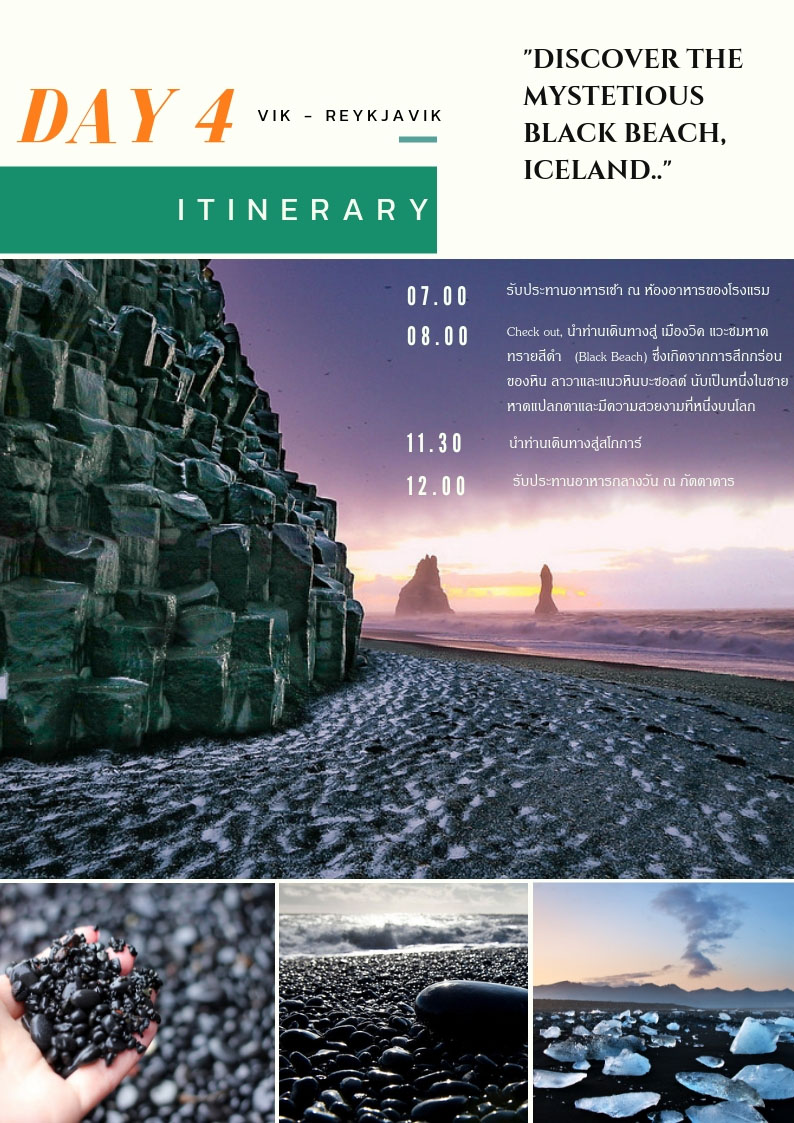 DAY 4 VIK – REYKJAVIK
ITINERARY
"DISCOVER THE
MYSTETIOUS
BLACK BEACH,
ICELAND.."
07.00 รับประทานอาหารเช้า ณ ห้องอาหารของโรงแรม
08.00 Check out, นำท่านเดินทางสู่ เมืองวิค แวะชมหาด
ทรายสีดำ (Black Beach) ซึ่งเกิดจากการสึกกร่อน
ของหิน ลาวาและแนวหินบะซอลต์ นับเป็นหนึ่งในชาย
หาดแปลกตาและมีความสวยงามที่หนึ่งบนโลก
11.30 นำท่านเดินทางสู่สโกการ์
12.00 รับประทานอาหารกลางวัน ณ ภัตตาคาร